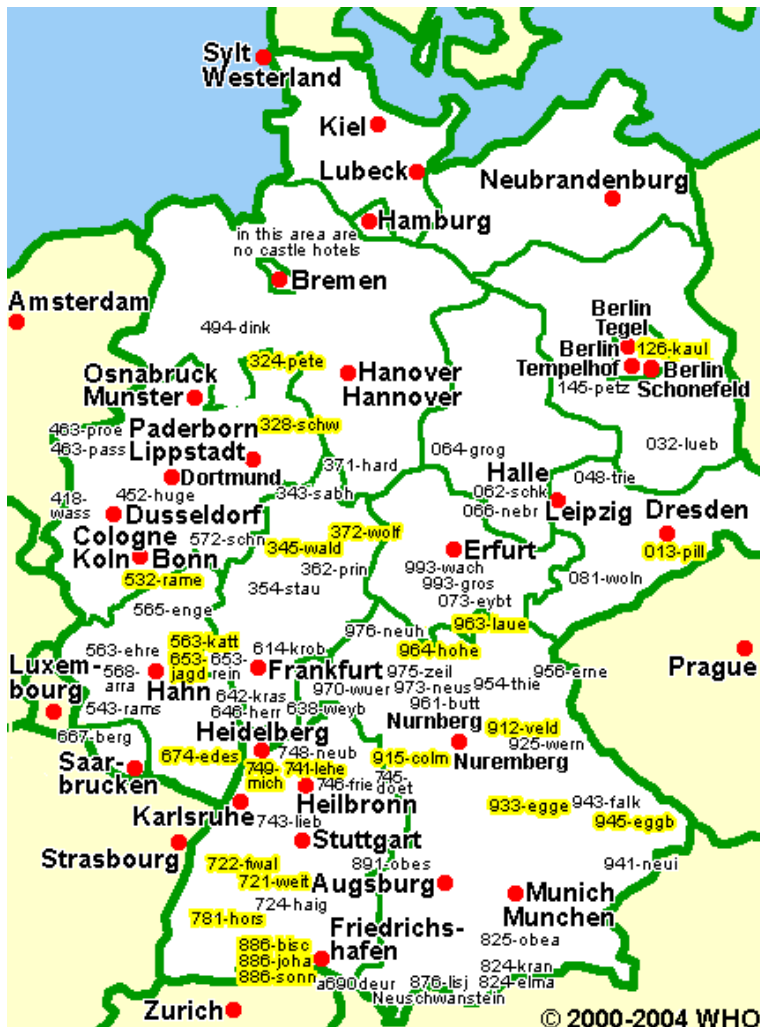 Sylt
Westerland
Kiel
Lubeck
Neubrandenburg
Hamburg
in this area are
no castle hotels
Bremen
Amsterdam
494-dink
Berlin
Tegel
324-pete
Berlin
126-kaul
Osnabruck
Hanover
Tempelhof
Berlin
Munster
Hannover
145-petz
Schonefeld
463-proe
Paderborn
328-schw
463-pass
Lippstadt
064-grog
032-lueb
371-hard
Dortmund
Halle
048-trie
418-
wass
452-huge
343-sabh
062-schk
Dusseldorf
066-nebr
Leipzig
Dresden
Cologne
572-schn
372-wolf
Koln
Bonn
345-wald
Erfurt
013-pill
532-rame
362-prin
993-wach
354-stau
993-gros
081-woln
565-enge
073-eybt
963-laue
976-neuh
563-ehre
563-katt
614-krob
964-hohe
Luxem-
bourg
568-
arra
653-
jagd
653-
rein
Frankfurt
975-zeil
956-erne
Prague
Hahn
970-wuer
973-neus
954-thie
543-rams
642-kras
961-butt
646-herr
638-weyb
667-berg
Heidelberg
Nurnberg
912-veld
Saar-
brucken
674-edes
748-neub
915-colm
Nuremberg
925-wern
749-
mich
741-lehe
746-frie
745-
doet
Karlsruhe
Heilbronn
933-egge
943-falk
743-lieb
945-eggb
Strasbourg
Stuttgart
722-fwal
891-obes
941-neui
721-weit
Augsburg
Munich
Munchen
724-haig
781-hors
Friedrichs-
hafen
825-obea
886-bisc
886-joha
824-kran
886-sonn
a690deur
876-lisj
824-elma
Neuschwanstein
Zurich
© 2000-2004 WHO